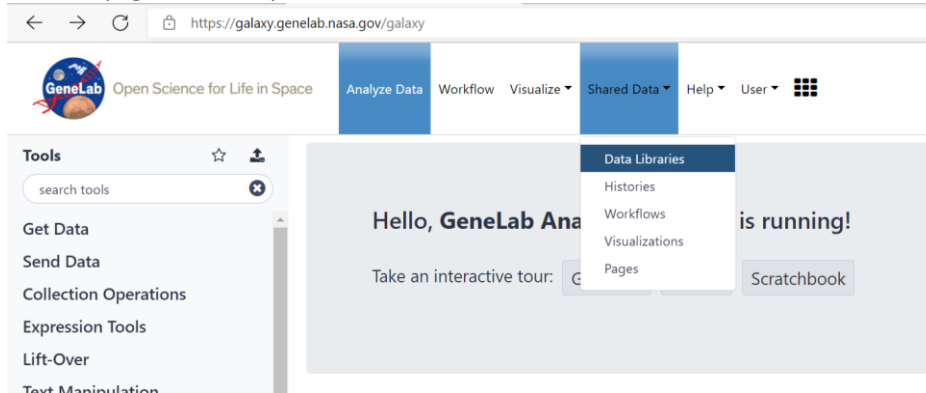 https://galaxy.genelab.nasa.gov/galaxy
GeneLab Open Science for Life in Space Analyze Data Workflow Visualize Shared Data Help User
Tools
search tools
Get Data
Send Data
Collection Operations
Expression Tools
Lift-Over
Text Manipulation
Data Libraries
Histories
Workflows
Visualizations
Pages
Hello, GeneLab Ana is running!
Take an interactive tour: G Scratchbook